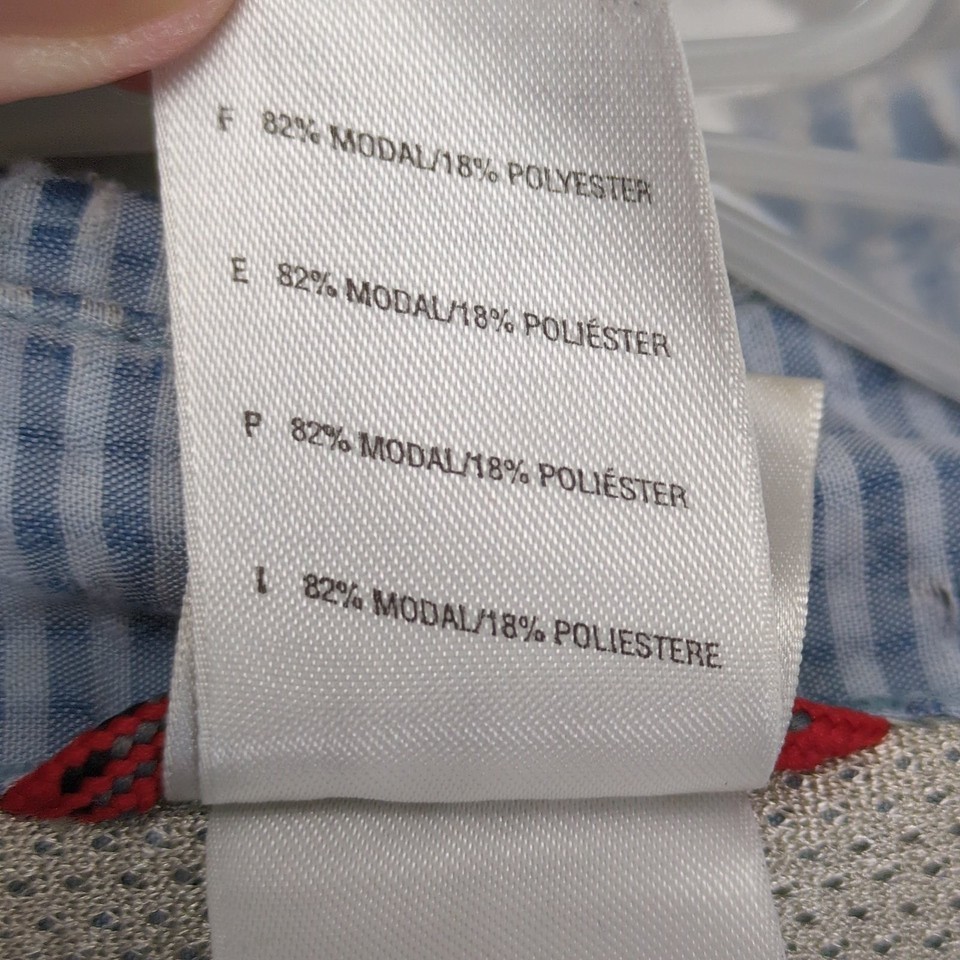 F 82% MODAL/18% POLYESTER
E 82% MODAL/18% POLIÉSTER
P 82% MODAL/18% POLIÉSTER
I 82% MODAL/18% POLIESTERE